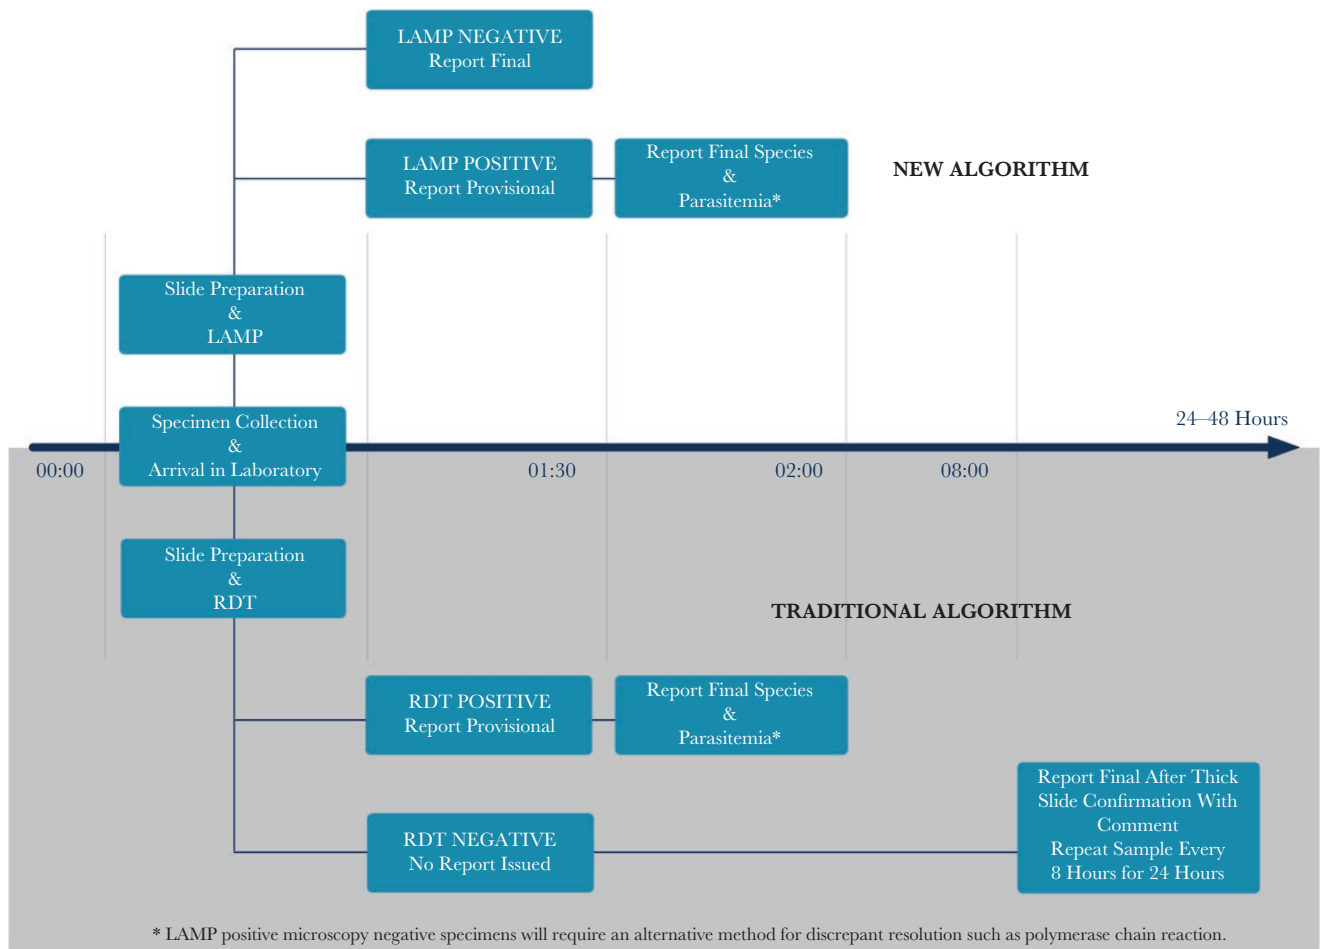 LAMP NEGATIVE
Report Final
LAMP POSITIVE
Report Provisional
Report Final Species
&
Parasitemia*
NEW ALGORITHM
Slide Preparation
&
LAMP
Specimen Collection
&
Arrival in Laboratory
24–48 Hours
00:00
01:30
02:00
08:00
Slide Preparation
&
RDT
TRADITIONAL ALGORITHM
RDT POSITIVE
Report Provisional
Report Final Species
&
Parasitemia*
RDT NEGATIVE
No Report Issued
Report Final After Thick
Slide Confirmation With
Comment
Repeat Sample Every
8 Hours for 24 Hours
* LAMP positive microscopy negative specimens will require an alternative method for discrepant resolution such as polymerase chain reaction.